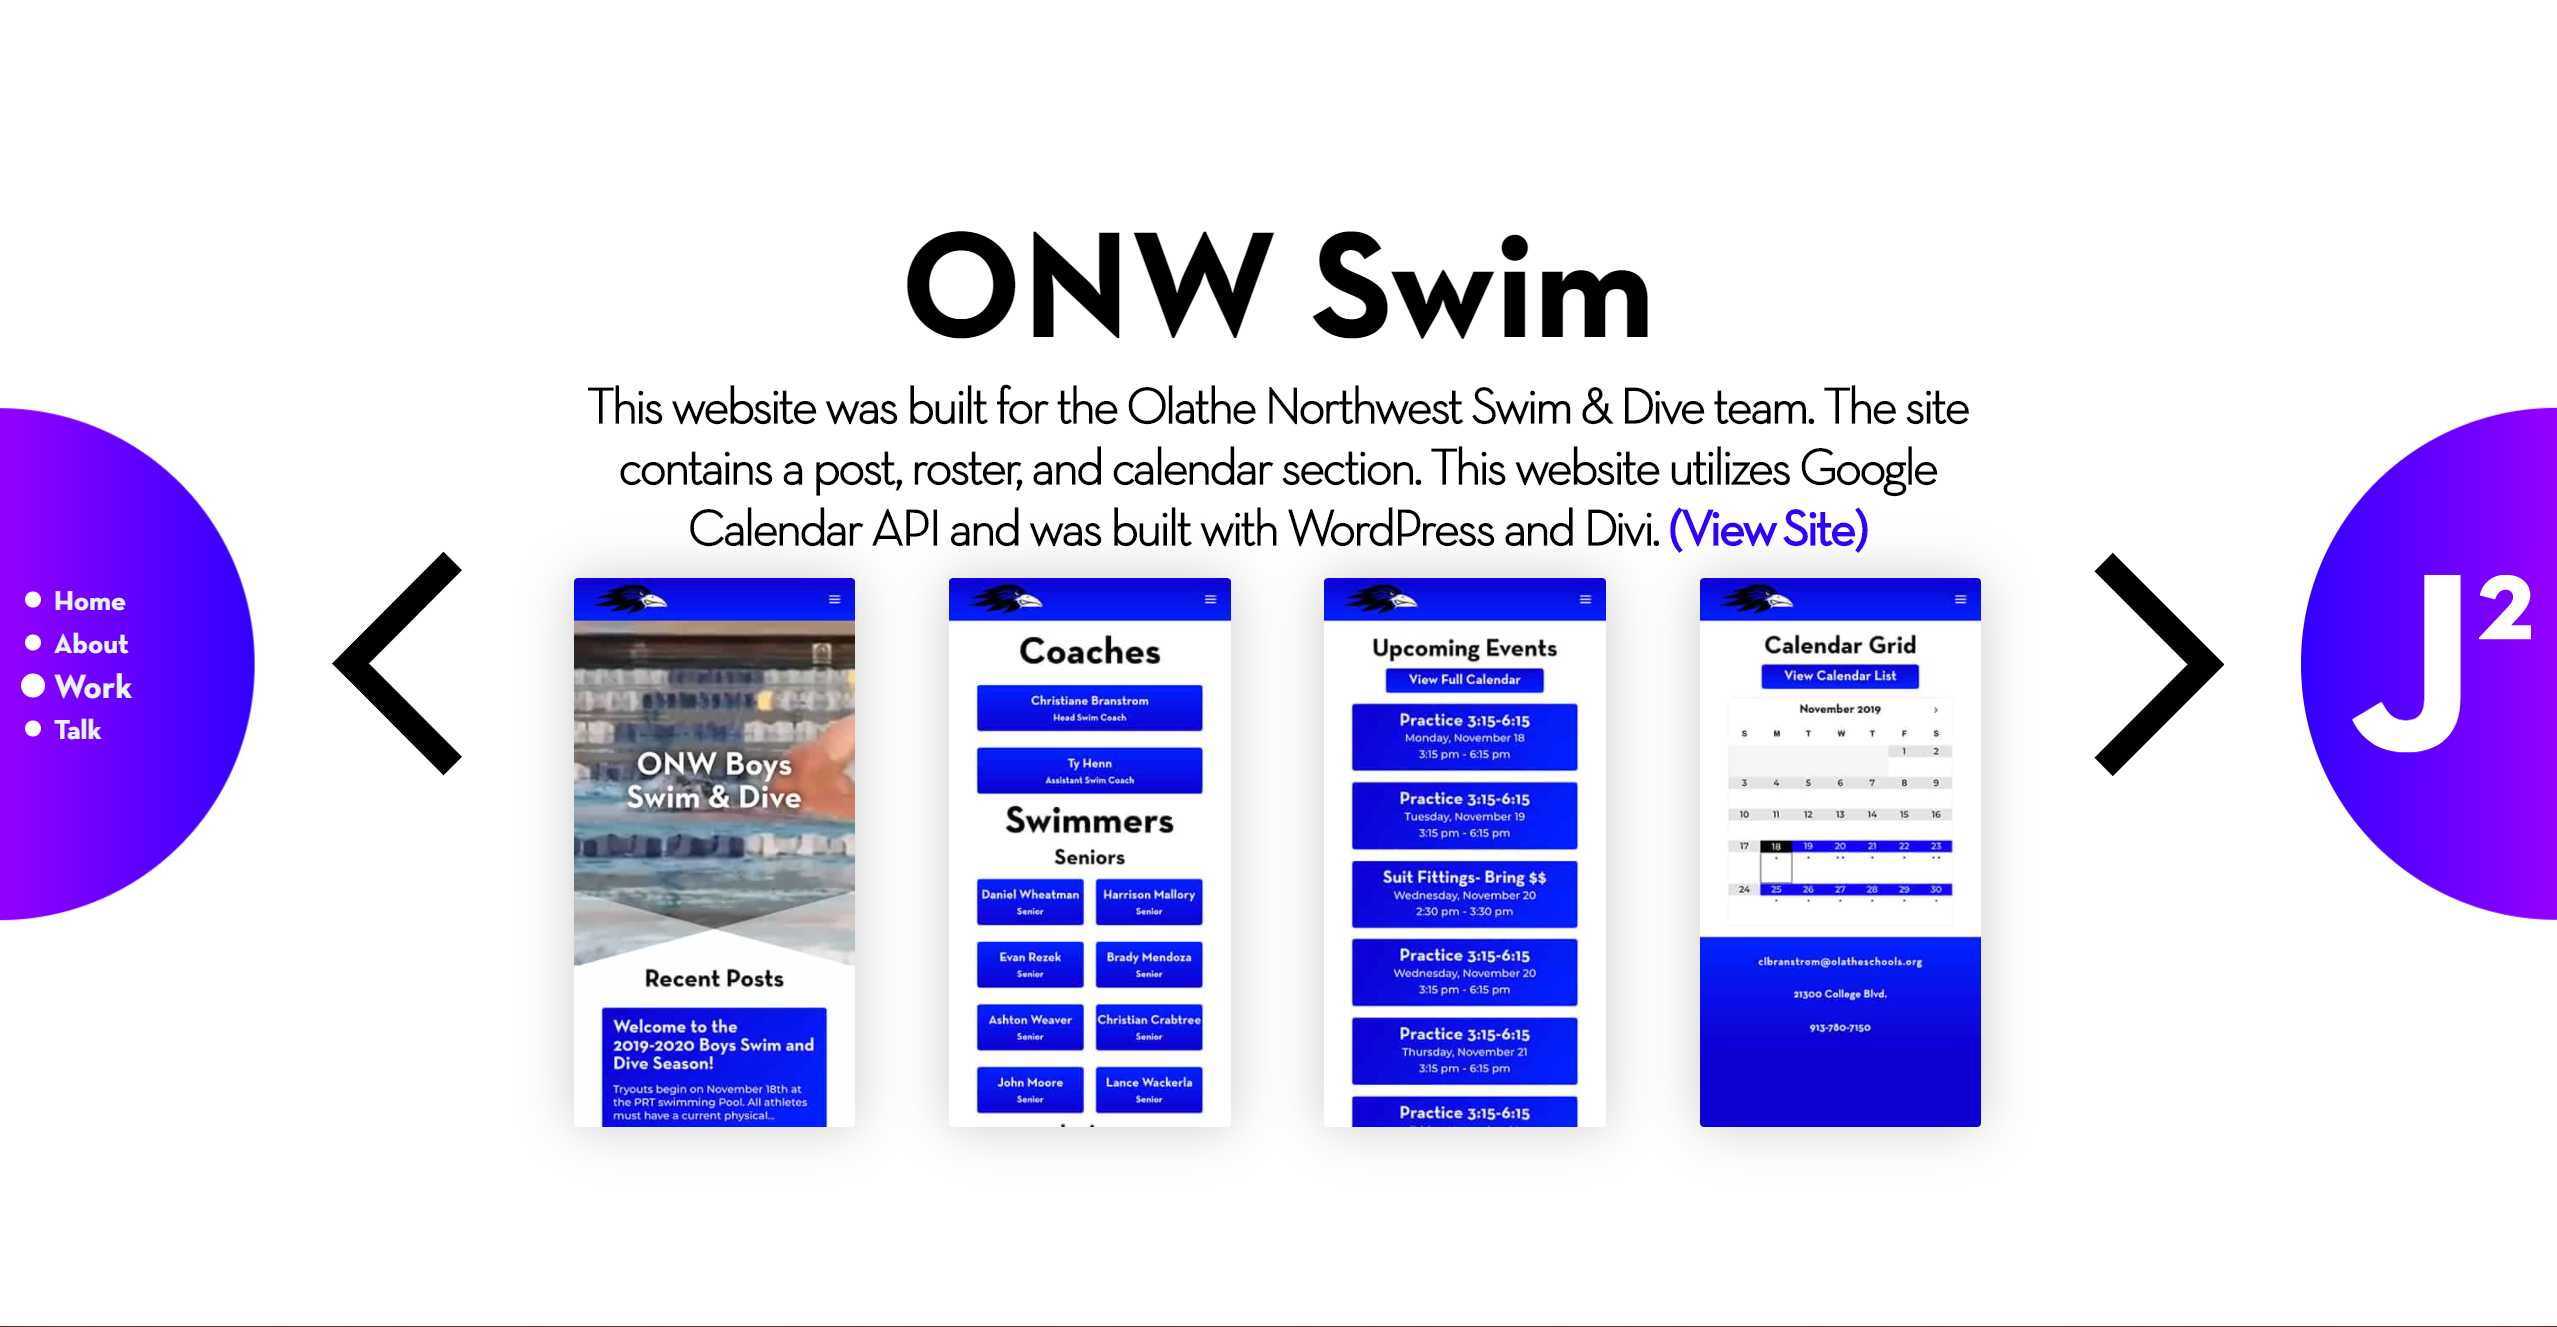 ONW Swim
This website was built for the Olathe Northwest Swim & Dive team. The site
contains a post, roster, and calendar section. This website utilizes Google
Calendar API and was built with WordPress and Divi. (View Site)
Home
About
Work
Talk
J²
ONW Boys
Swim & Dive
Recent Posts
Welcome to the
2019-2020 Boys Swim and
Dive Season!
Tryouts begin on November 18th at
the PRT swimming Pool. All athletes
must have a current physical...
Coaches
Christiane Branstrom
Head Swim Coach
Ty Henn
Assistant Swim Coach
Swimmers
Seniors
Daniel Wheatman Harrison Mallory
Senior Senior
Evan Rezek Brady Mendoza
Senior Senior
Ashton Weaver Christian Crabtree
Senior Senior
John Moore Lance Wackerla
Senior Senior
Upcoming Events
View Full Calendar
Practice 3:15-6:15
Monday, November 18
3:15 pm - 6:15 pm
Practice 3:15-6:15
Tuesday, November 19
3:15 pm - 6:15 pm
Suit Fittings- Bring $$
Wednesday, November 20
2:30 pm - 3:30 pm
Practice 3:15-6:15
Wednesday, November 20
3:15 pm - 6:15 pm
Practice 3:15-6:15
Thursday, November 21
3:15 pm - 6:15 pm
Practice 3:15-6:15
Calendar Grid
View Calendar List
November 2019 >
S M T W T F S
1 2
3 4 5 6 7 8 9
10 11 12 13 14 15 16
17 18 19 20 21 22 23
24 25 26 27 28 29 30
clbranstrom@olatheschools.org
21300 College Blvd.
913-780-7150